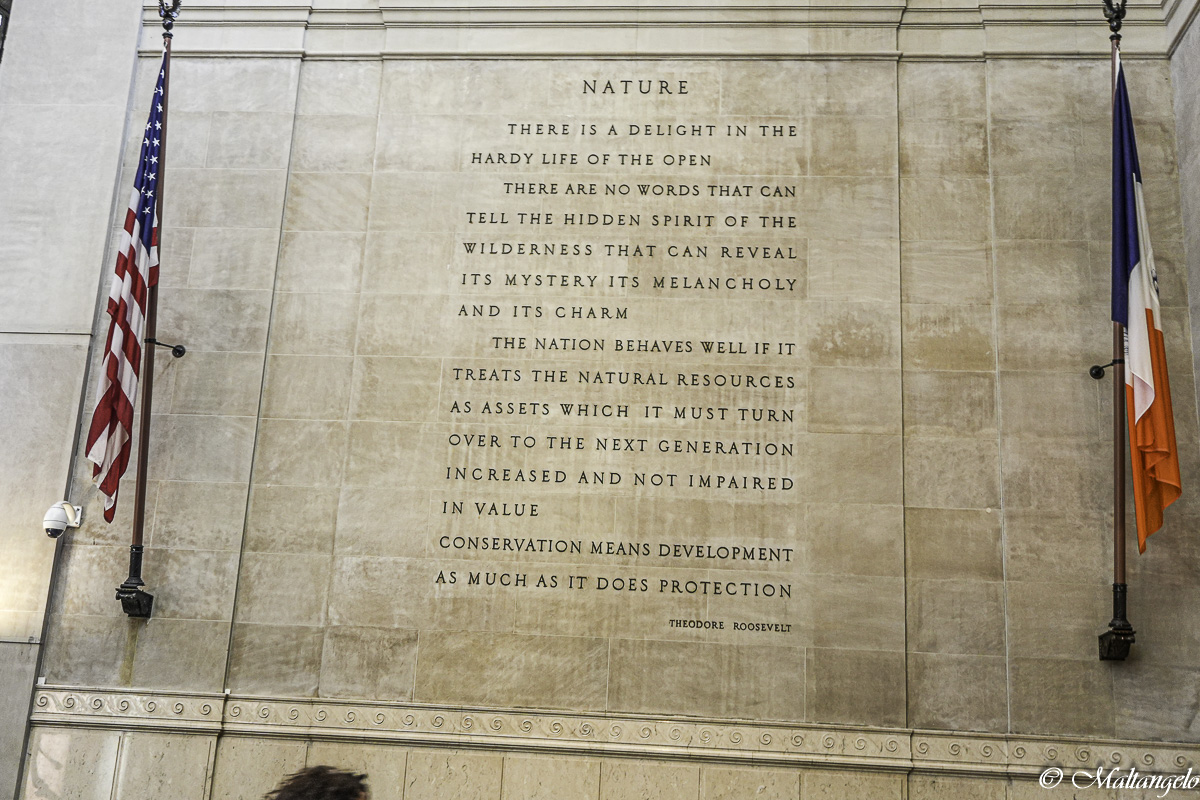 NATURE
THERE IS A DELIGHT IN THE
HARDY LIFE OF THE OPEN
THERE ARE NO WORDS THAT CAN
TELL THE HIDDEN SPIRIT OF THE
WILDERNESS THAT CAN REVEAL
ITS MYSTERY ITS MELANCHOLY
AND ITS CHARM
THE NATION BEHAVES WELL IF IT
TREATS THE NATURAL RESOURCES
AS ASSETS WHICH IT MUST TURN
OVER TO THE NEXT GENERATION
INCREASED AND NOT IMPAIRED
IN VALUE
CONSERVATION MEANS DEVELOPMENT
AS MUCH AS IT DOES PROTECTION
THEODORE ROOSEVELT
© Maltangelo